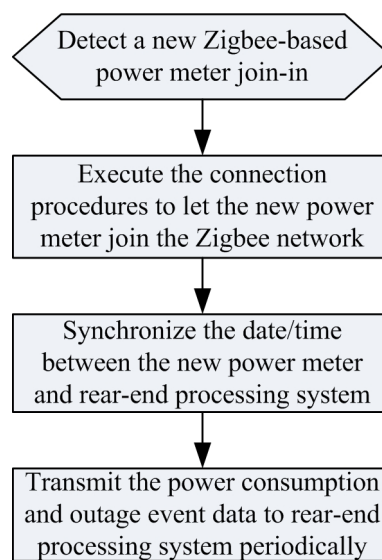 Detect a new Zigbee-based
power meter join-in
Execute the connection
procedures to let the new power
meter join the Zigbee network
Synchronize the date/time
between the new power meter
and rear-end processing system
Transmit the power consumption
and outage event data to rear-end
processing system periodically